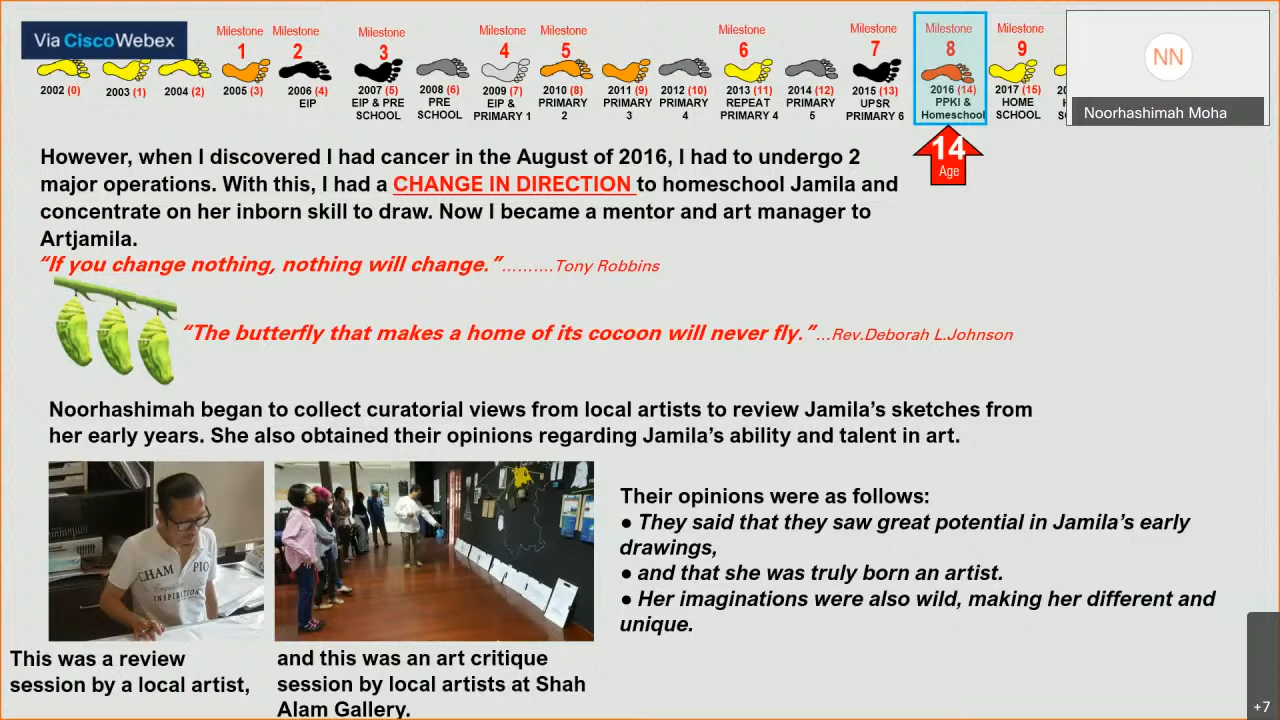 Via CiscoWebex
Milestone
1
Milestone
2
Milestone
3
Milestone
4
Milestone
5
Milestone
6
Milestone
7
Milestone
8
Milestone
9
2002 (0)
2003 (1)
2004 (2)
2005 (3)
2006 (4)
EIP
2007 (5)
EIP & PRE
SCHOOL
2008 (6)
PRE
SCHOOL
2009 (7)
EIP &
PRIMARY 1
2010 (8)
PRIMARY
2
2011 (9)
PRIMARY
3
2012 (10)
PRIMARY
4
2013 (11)
REPEAT
PRIMARY 4
2014 (12)
PRIMARY
5
2015 (13)
UPSR
PRIMARY 6
2016 (14)
PPKI &
Homeschool
2017 (15)
HOME
SCHOOL
NN
Noorhashimah Moha
14
Age
However, when I discovered I had cancer in the August of 2016, I had to undergo 2
major operations. With this, I had a CHANGE IN DIRECTION to homeschool Jamila and
concentrate on her inborn skill to draw. Now I became a mentor and art manager to
Artjamila.
“If you change nothing, nothing will change.”..........Tony Robbins
“The butterfly that makes a home of its cocoon will never fly.”...Rev.Deborah L.Johnson
Noorhashimah began to collect curatorial views from local artists to review Jamila’s sketches from
her early years. She also obtained their opinions regarding Jamila’s ability and talent in art.
CHAM PIO
INSPIRITION
Their opinions were as follows:
● They said that they saw great potential in Jamila’s early
drawings,
● and that she was truly born an artist.
● Her imaginations were also wild, making her different and
unique.
This was a review
session by a local artist,
and this was an art critique
session by local artists at Shah
Alam Gallery.
+7